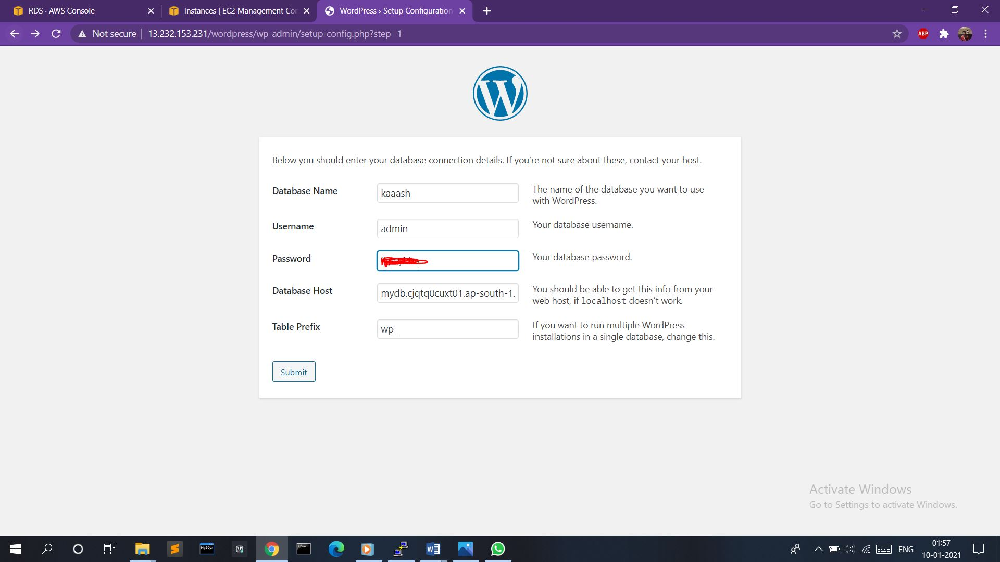 RDS · AWS Console
Instances | EC2 Management Con
WordPress › Setup Configuration
Not secure
13.232.153.231/wordpress/wp-admin/setup-config.php?step=1
ABP
Below you should enter your database connection details. If you’re not sure about these, contact your host.
Database Name
kaaash
The name of the database you want to use
with WordPress.
Username
admin
Your database username.
Password
Your database password.
Database Host
mydb.cjqtq0cuxt01.ap-south-1.
You should be able to get this info from your
web host, if localhost doesn’t work.
Table Prefix
wp_
If you want to run multiple WordPress
installations in a single database, change this.
Submit
Activate Windows
Go to Settings to activate Windows.
MySQL
ENG
01:57
10-01-2021